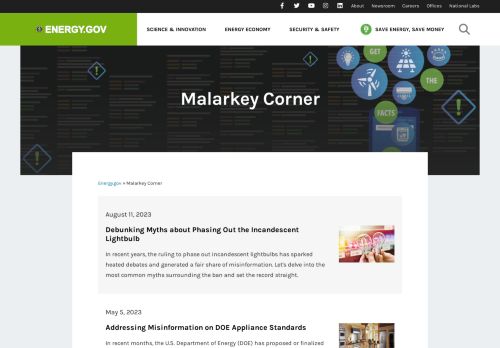 About Newsroom Careers Offices National Labs
ENERGY.GOV
SCIENCE & INNOVATION ENERGY ECONOMY SECURITY & SAFETY SAVE ENERGY, SAVE MONEY
GET
THE
FACTS
Malarkey Corner
Energy.gov » Malarkey Corner
August 11, 2023
Debunking Myths about Phasing Out the Incandescent
Lightbulb
In recent years, the ruling to phase out incandescent lightbulbs has sparked
heated debates and generated a fair share of misinformation. Let's delve into the
most common myths surrounding the ban and set the record straight.
May 5, 2023
Addressing Misinformation on DOE Appliance Standards
In recent months, the U.S. Department of Energy (DOE) has proposed or finalized